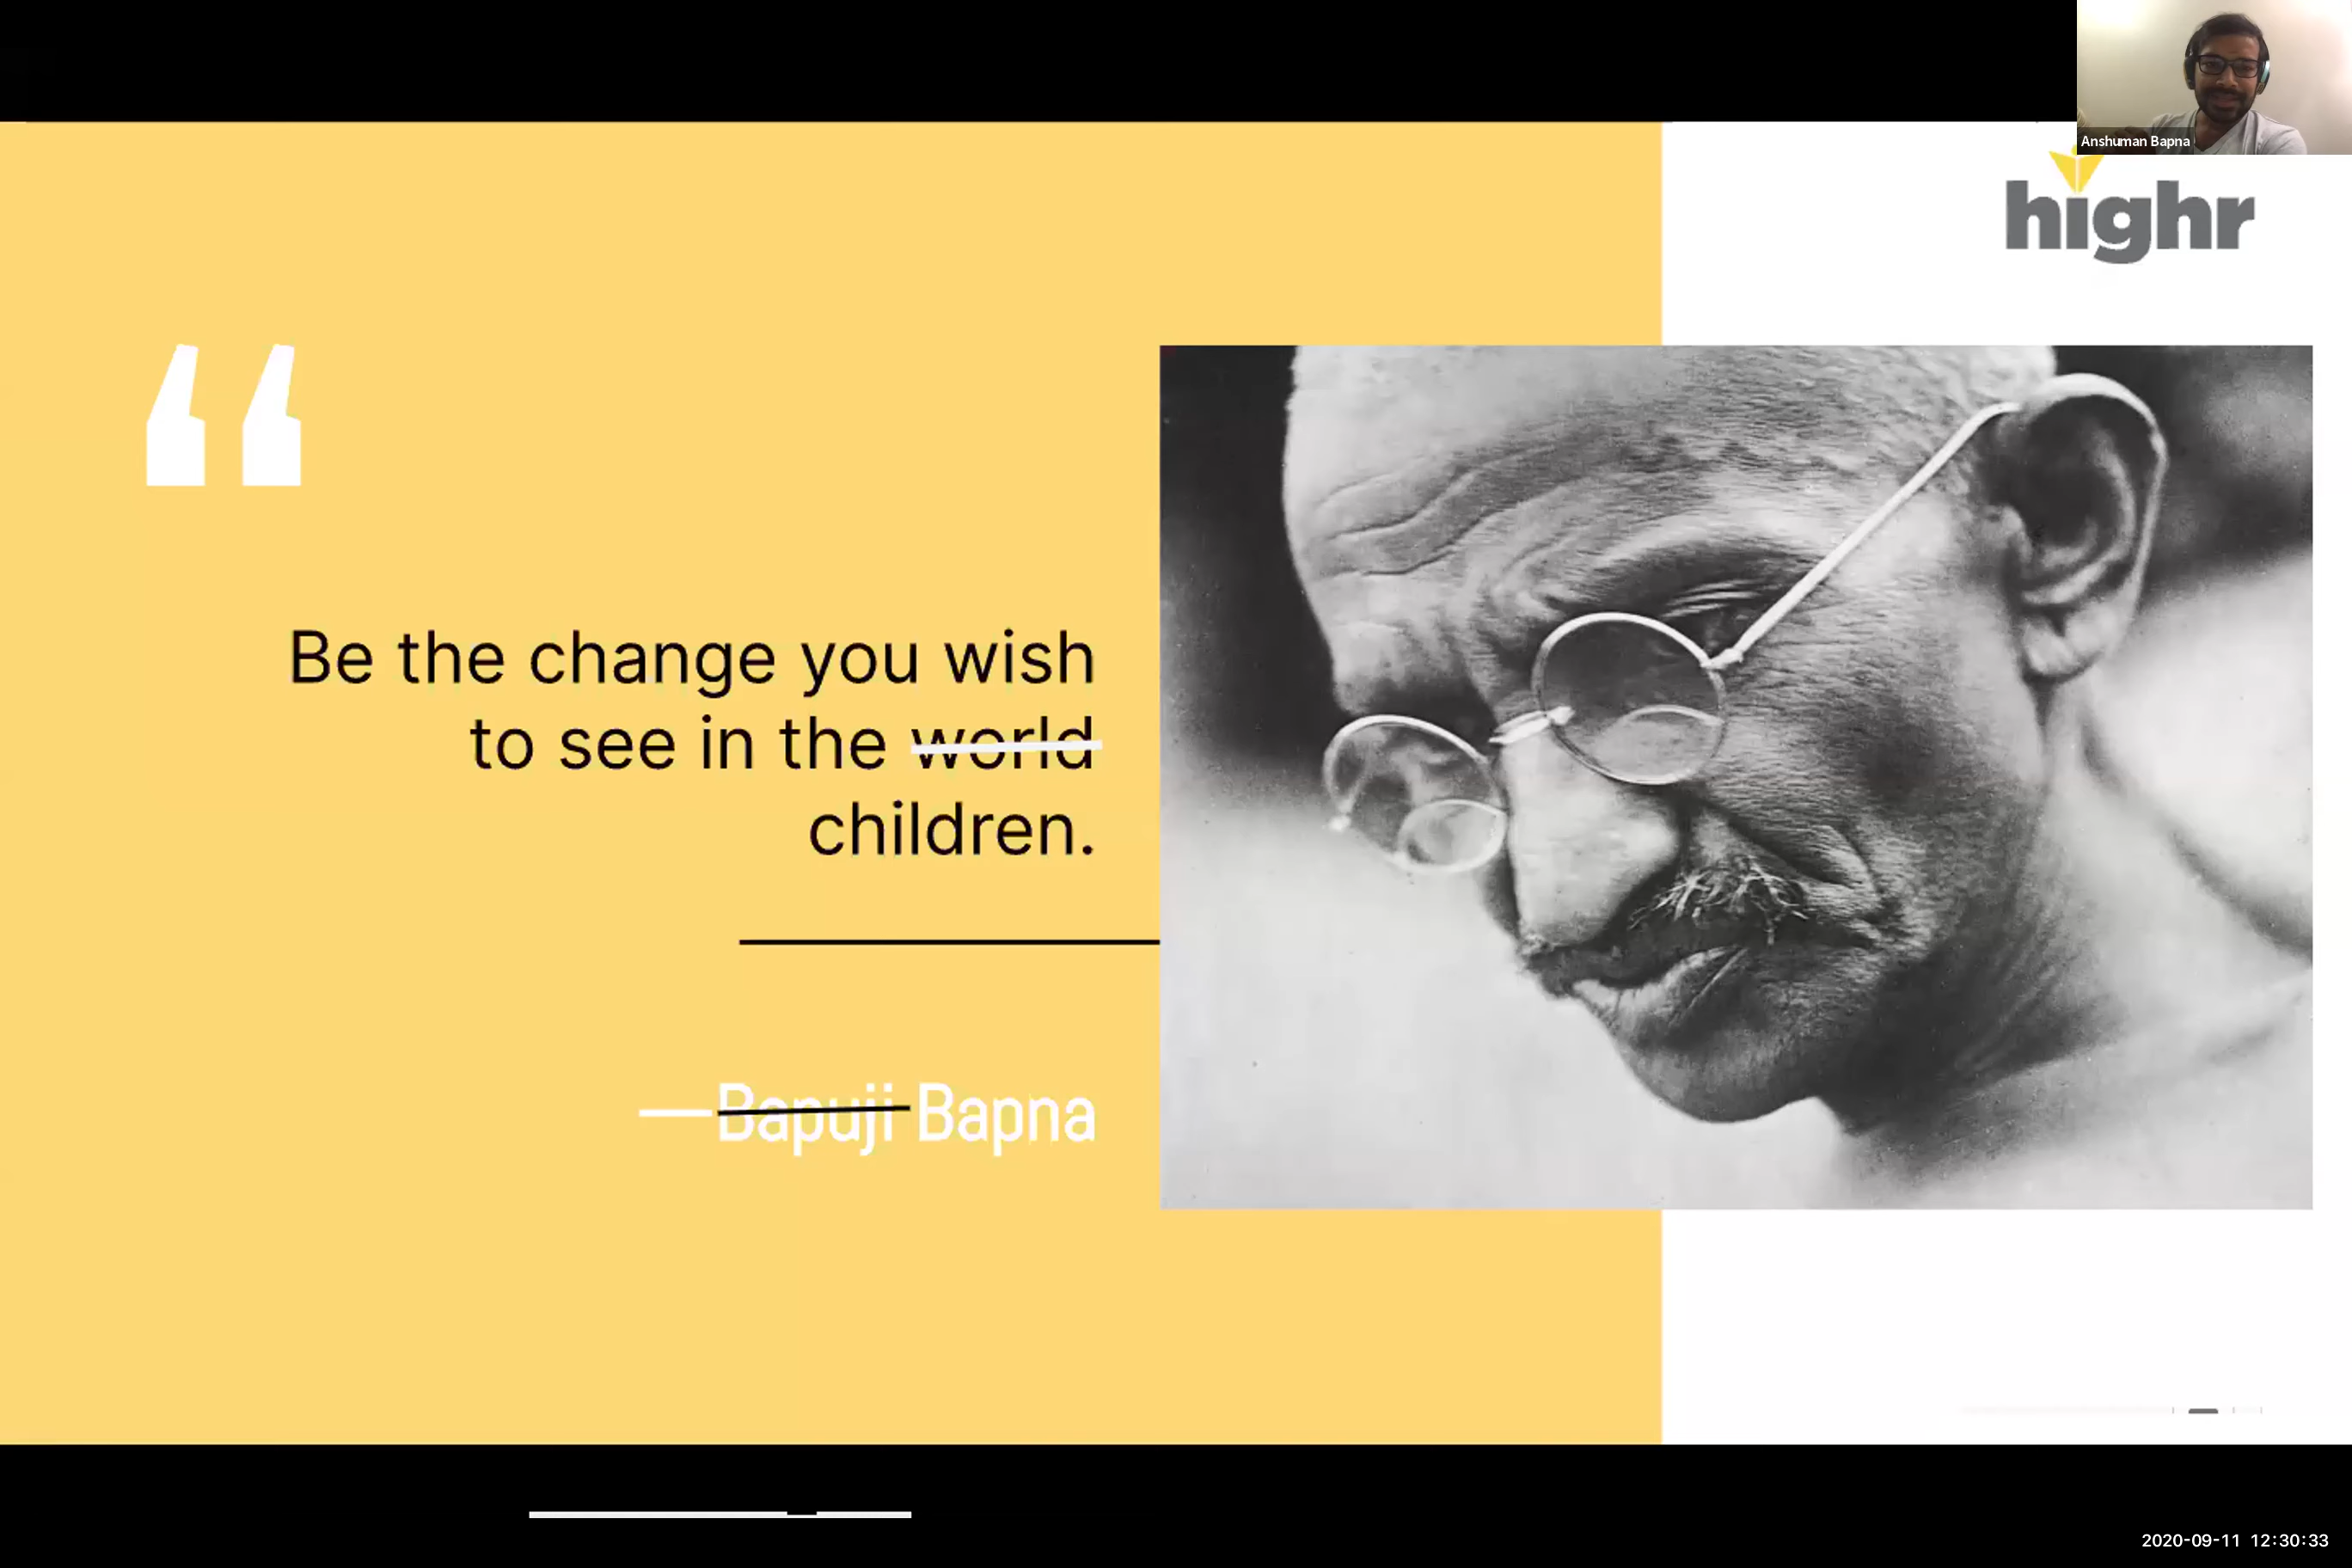 Anshuman Bapna
highr
“
Be the change you wish
to see in the world
children.
—Bapuji Bapna
2020-09-11 12:30:33